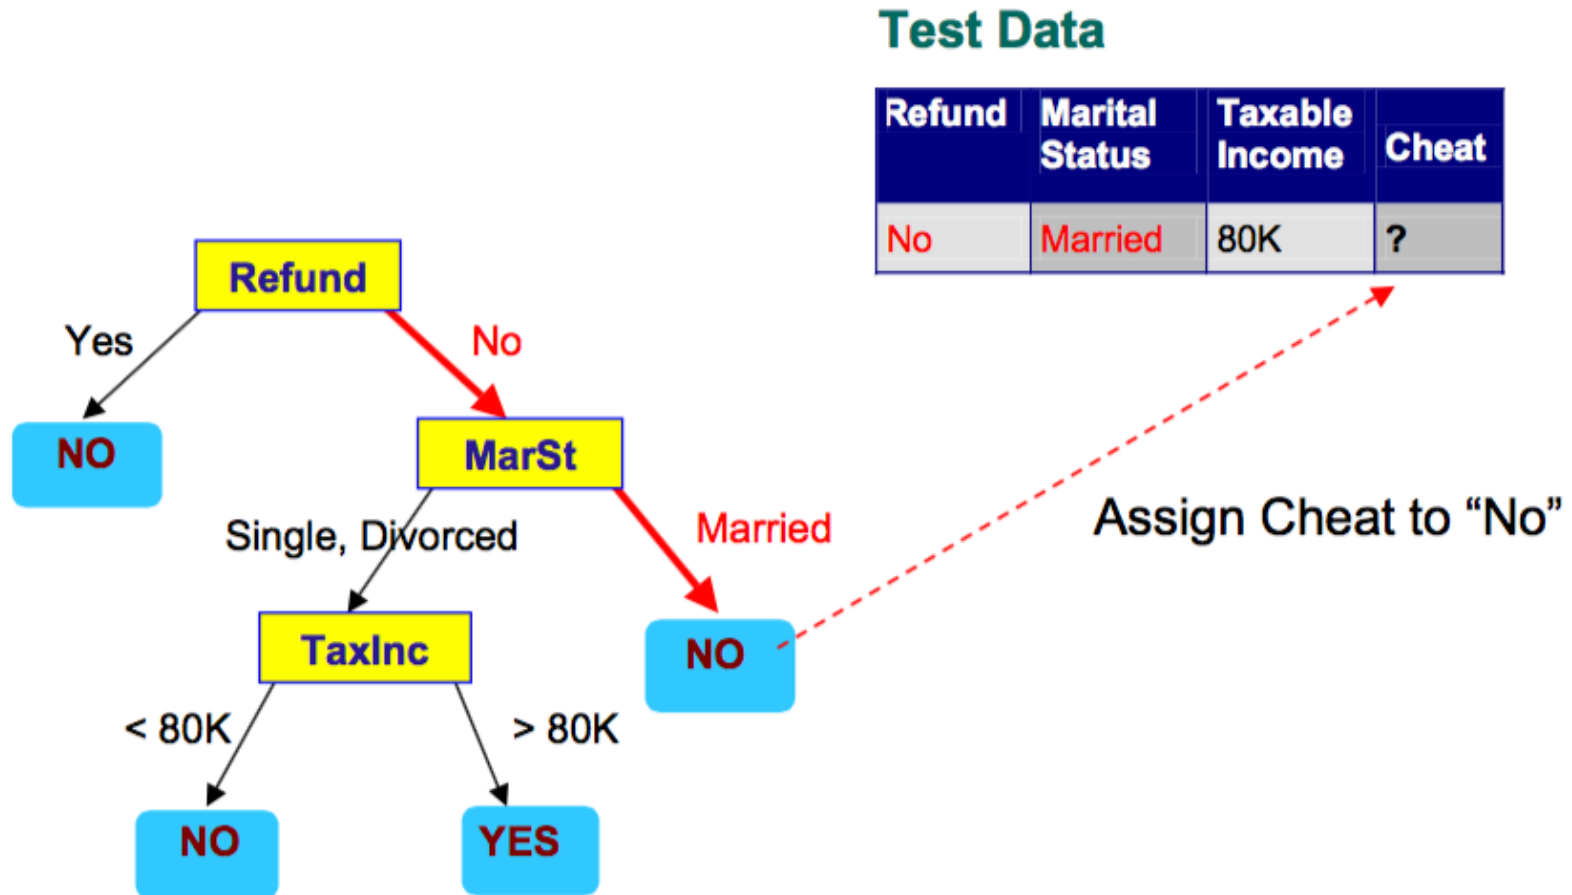 Test Data
Refund Marital Status Taxable Income Cheat
No Married 80K ?
Refund
Yes No
NO
MarSt
Single, Divorced Married
Assign Cheat to “No”
TaxInc
NO
< 80K > 80K
NO YES